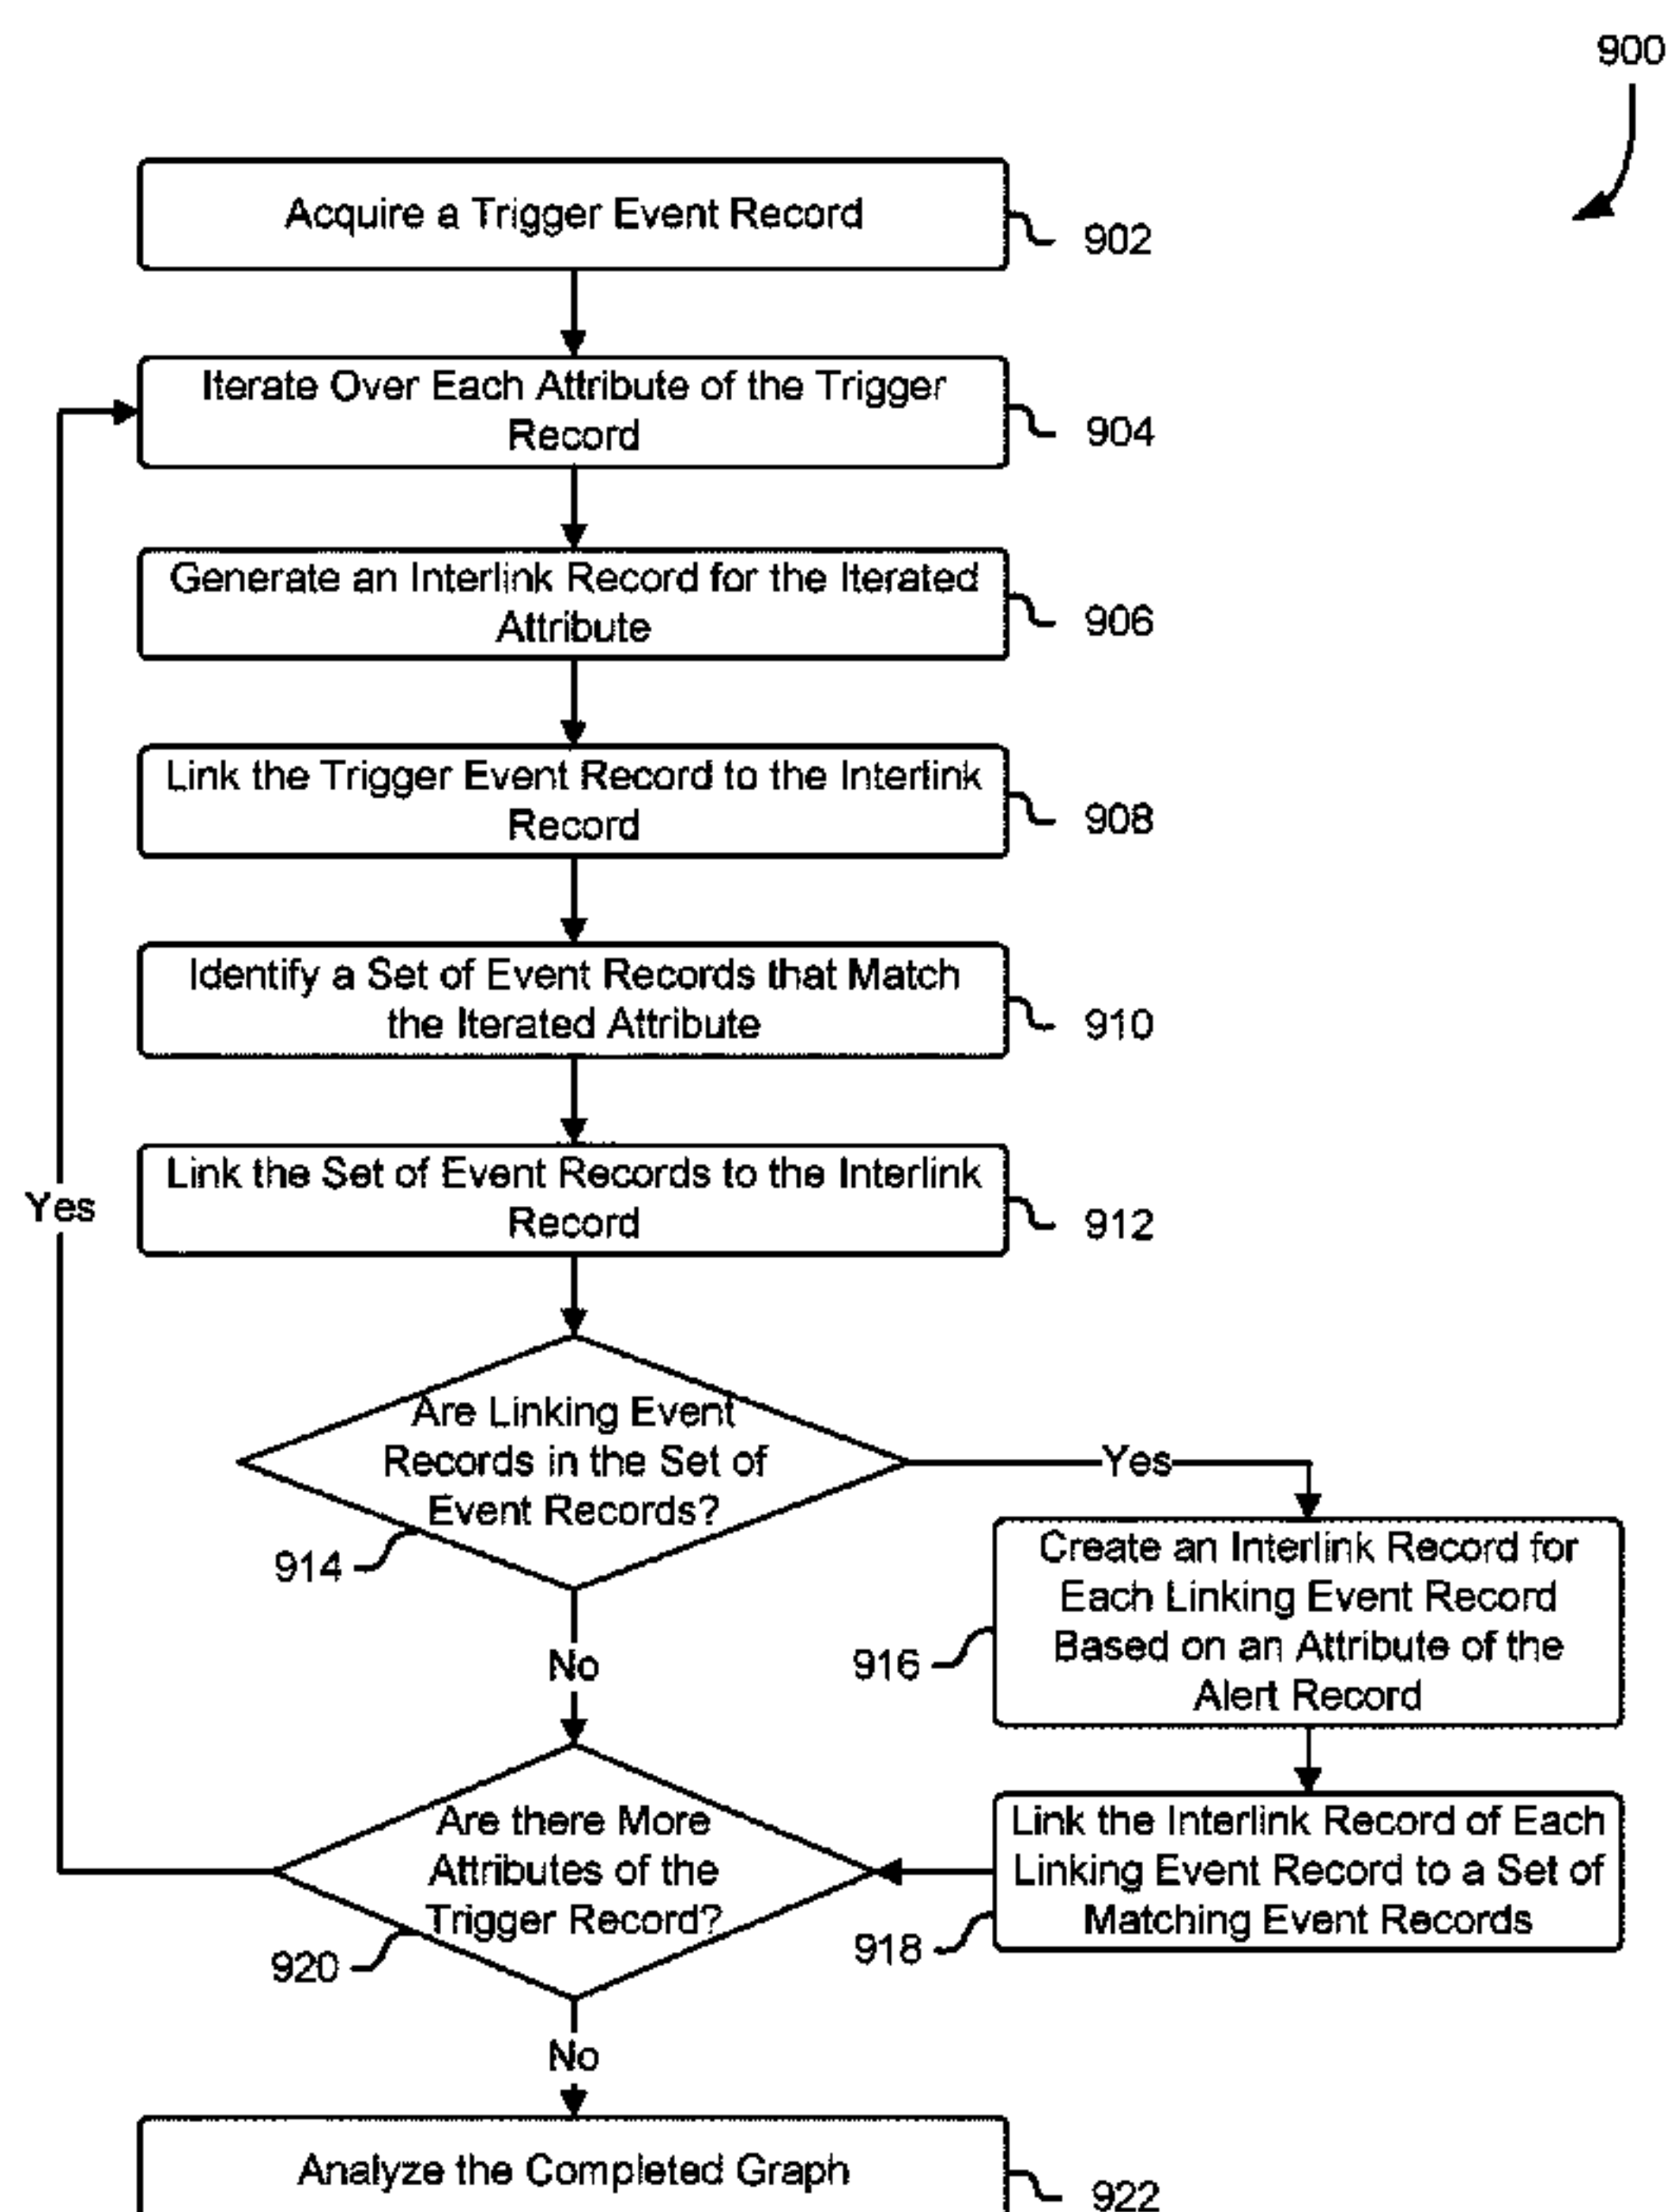 900
Acquire a Trigger Event Record
902
Iterate Over Each Attribute of the Trigger
Record
904
Generate an Interlink Record for the Iterated
Attribute
906
Link the Trigger Event Record to the Interlink
Record
908
Identify a Set of Event Records that Match
the Iterated Attribute
910
Link the Set of Event Records to the Interlink
Record
912
Yes
Are Linking Event
Records in the Set of
Event Records?
914
Yes
No
Create an Interlink Record for
Each Linking Event Record
Based on an Attribute of the
Alert Record
916
Link the Interlink Record of Each
Linking Event Record to a Set of
Matching Event Records
918
Are there More
Attributes of the
Trigger Record?
920
No
Analyze the Completed Graph
922